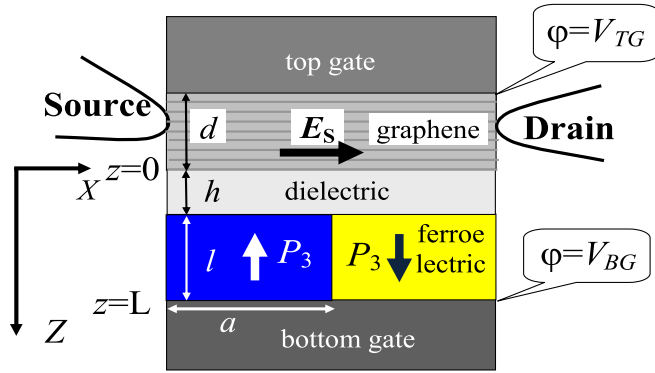 φ=V_TG
top gate
Source
d
E_S
graphene
Drain
z=0
X
h
dielectric
l
P_3
P_3
ferroe
lectric
φ=V_BG
z=L
a
Z
bottom gate